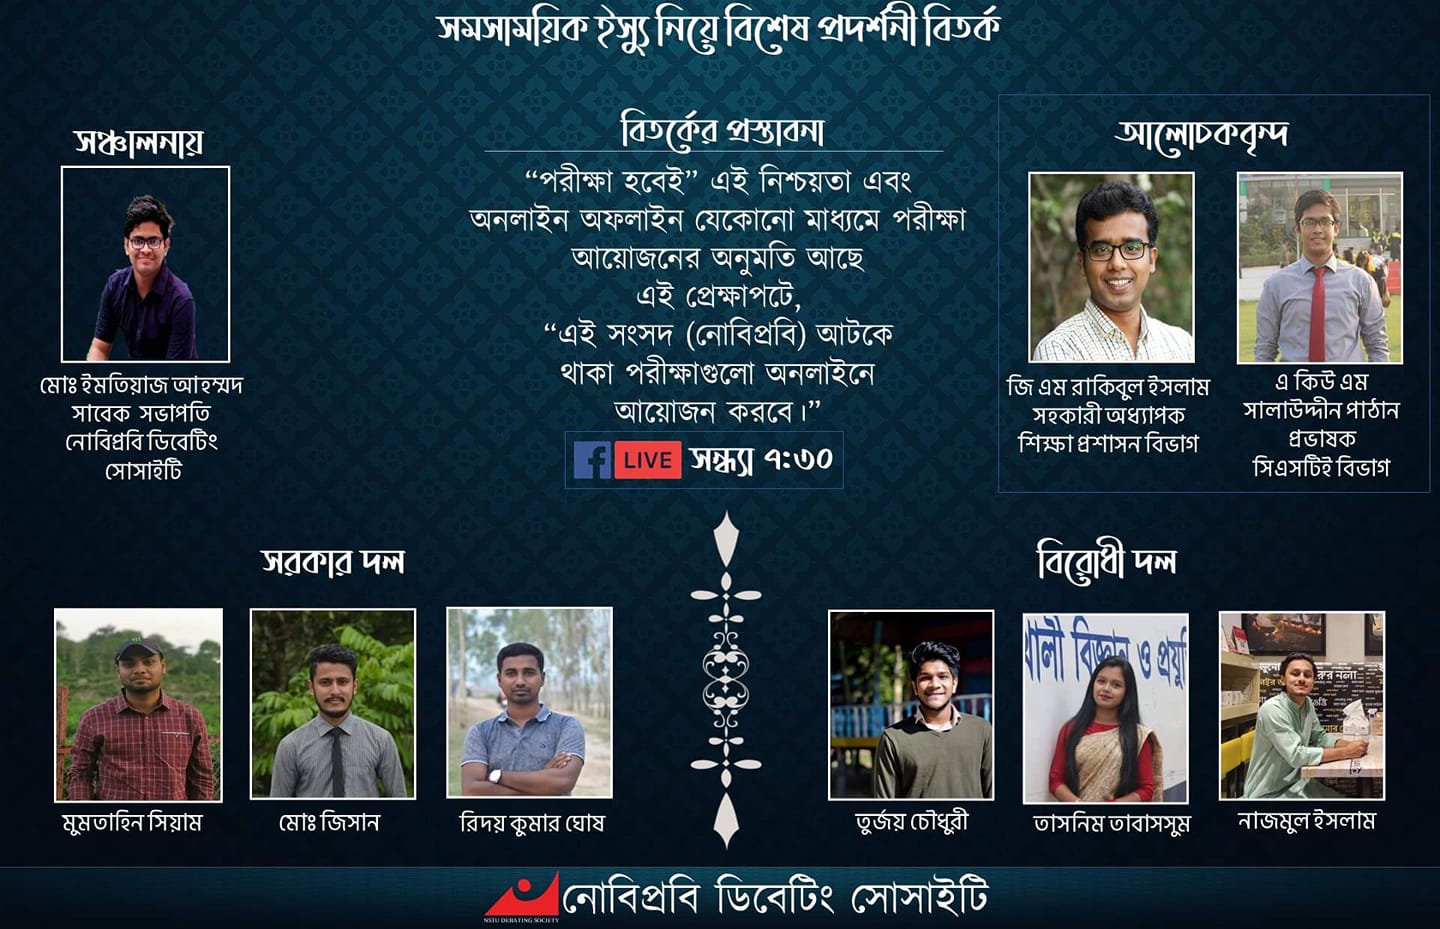 সমসাময়িক ইস্যু নিয়ে বিশেষ প্রদর্শনী বিতর্ক
সঞ্চালনায়
মোঃ ইমতিয়াজ আহম্মদ
সাবেক সভাপতি
নোবিপ্রবি ডিবেটিং
সোসাইটি
বিতর্কের প্রস্তাবনা
“পরীক্ষা হবেই” এই নিশ্চয়তা এবং
অনলাইন অফলাইন যেকোনো মাধ্যমে পরীক্ষা
আয়োজনের অনুমতি আছে
এই প্রেক্ষাপটে,
“এই সংসদ (নোবিপ্রবি) আটকে
থাকা পরীক্ষাগুলো অনলাইনে
আয়োজন করবে।”
f LIVE সন্ধ্যা ৭:৩০
আলোচকবৃন্দ
জি এম রাকিবুল ইসলাম
সহকারী অধ্যাপক
শিক্ষা প্রশাসন বিভাগ
এ কিউ এম
সালাউদ্দীন পাঠান
প্রভাষক
সিএসটিই বিভাগ
সরকার দল
মুমতাহিন সিয়াম
মোঃ জিসান
রিদয় কুমার ঘোষ
বিরোধী দল
তুর্জয় চৌধুরী
খালী বিজ্ঞান ও প্রযু
তাসনিম তাবাসসুম
নাজমুল ইসলাম
NSTU DEBATING SOCIETY
নোবিপ্রবি ডিবেটিং সোসাইটি